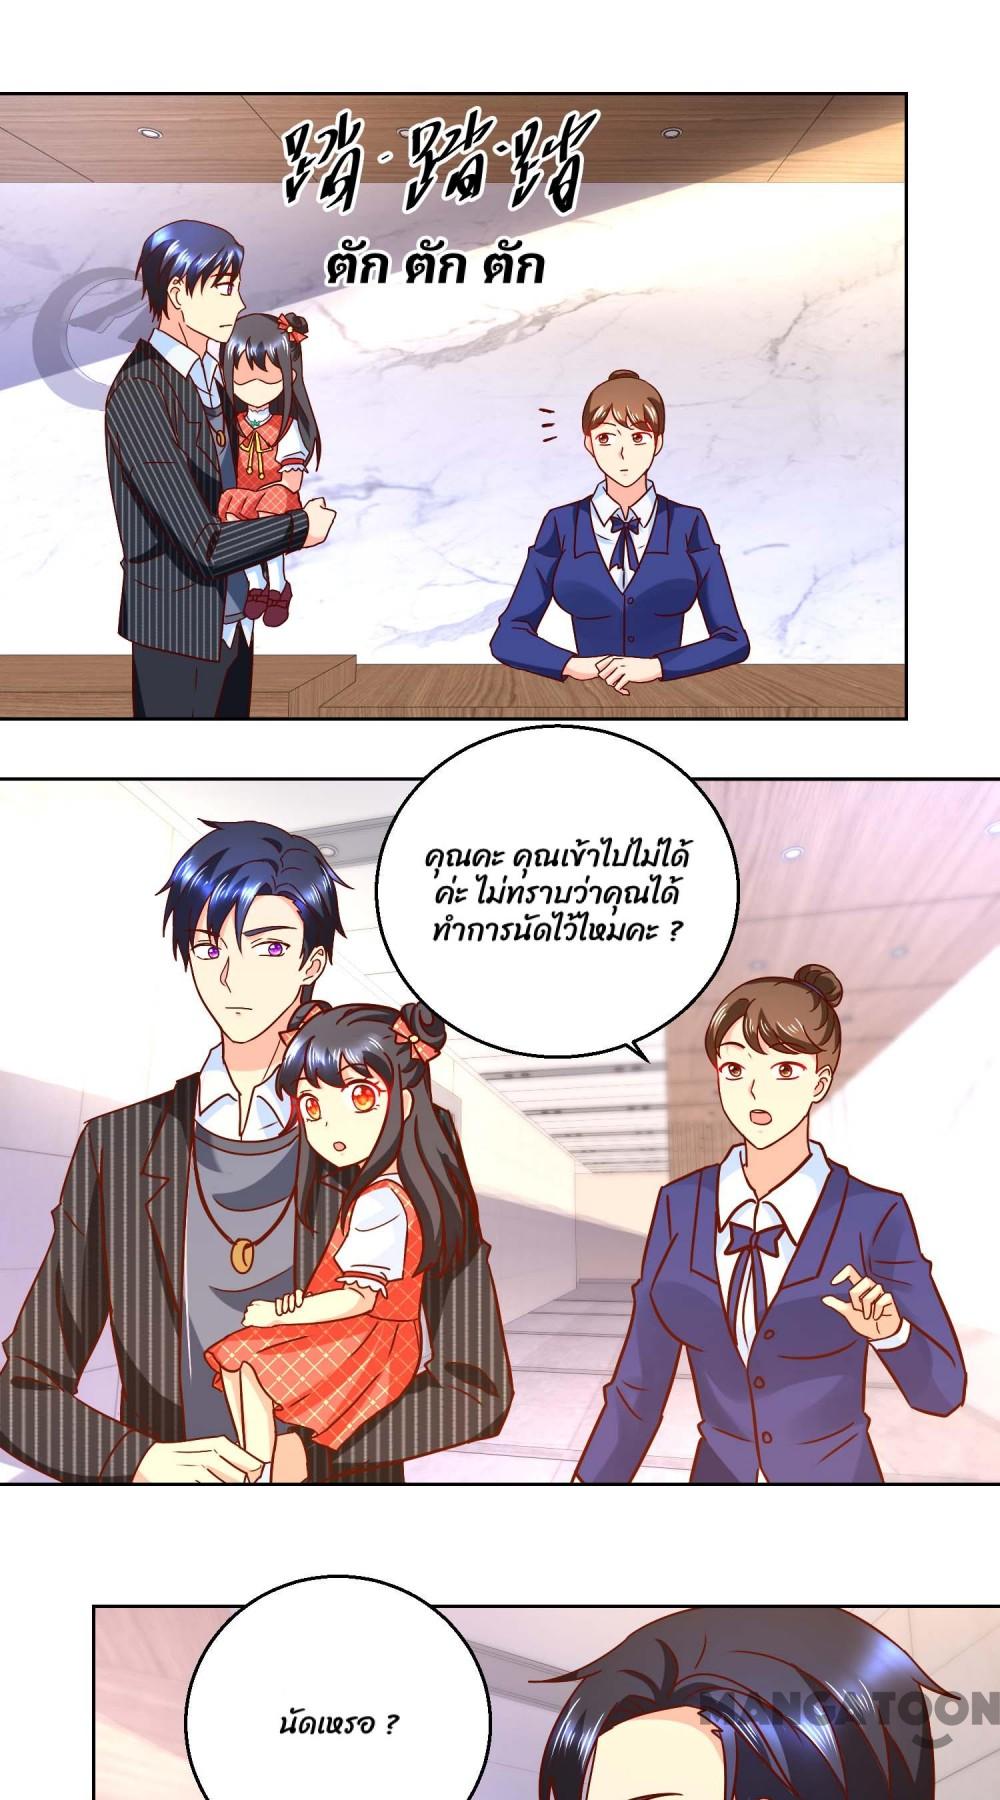 踏·踏·踏
ตัก ตัก ตัก
คุณคะ คุณเข้าไปไม่ได้
ค่ะ ไม่ทราบว่าคุณได้
ทำการนัดไว้ไหมคะ ?
นัดเหรอ ?
MANGATOON